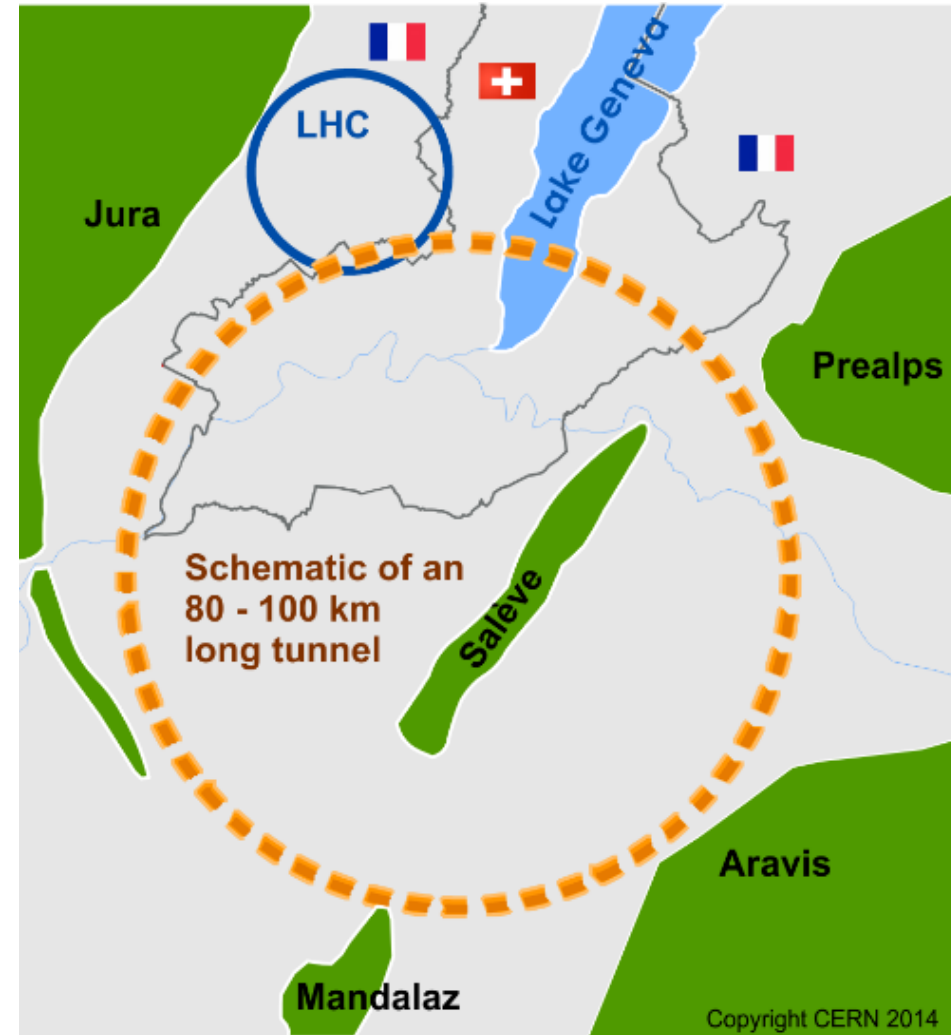 LHC
Lake Geneva
Jura
Prealps
Schematic of an
80 - 100 km
long tunnel
Salève
Aravis
Mandalaz
Copyright CERN 2014